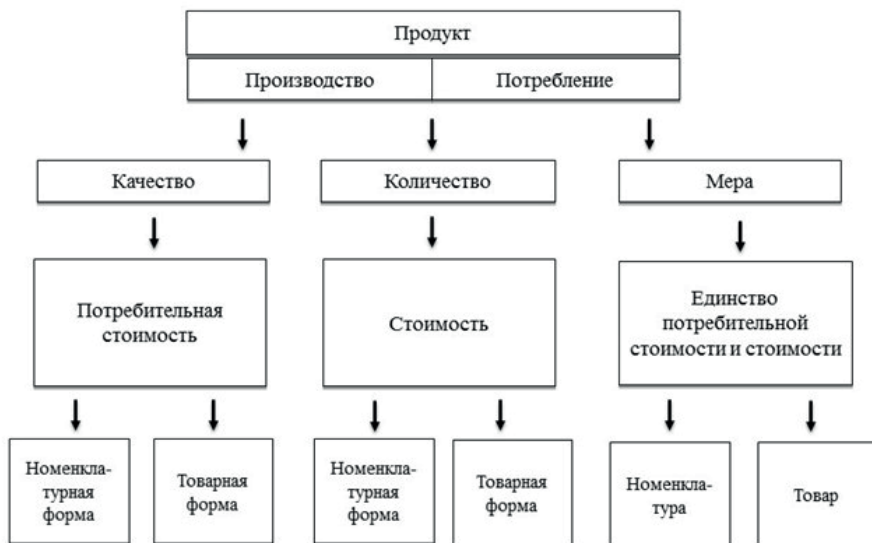 Продукт
Производство
Потребление
Качество
Количество
Мера
Потребительная
стоимость
Стоимость
Единство
потребительной
стоимости и стоимости
Номенкла-
турная
форма
Товарная
форма
Номенкла-
турная
форма
Товарная
форма
Номенкла-
тура
Товар